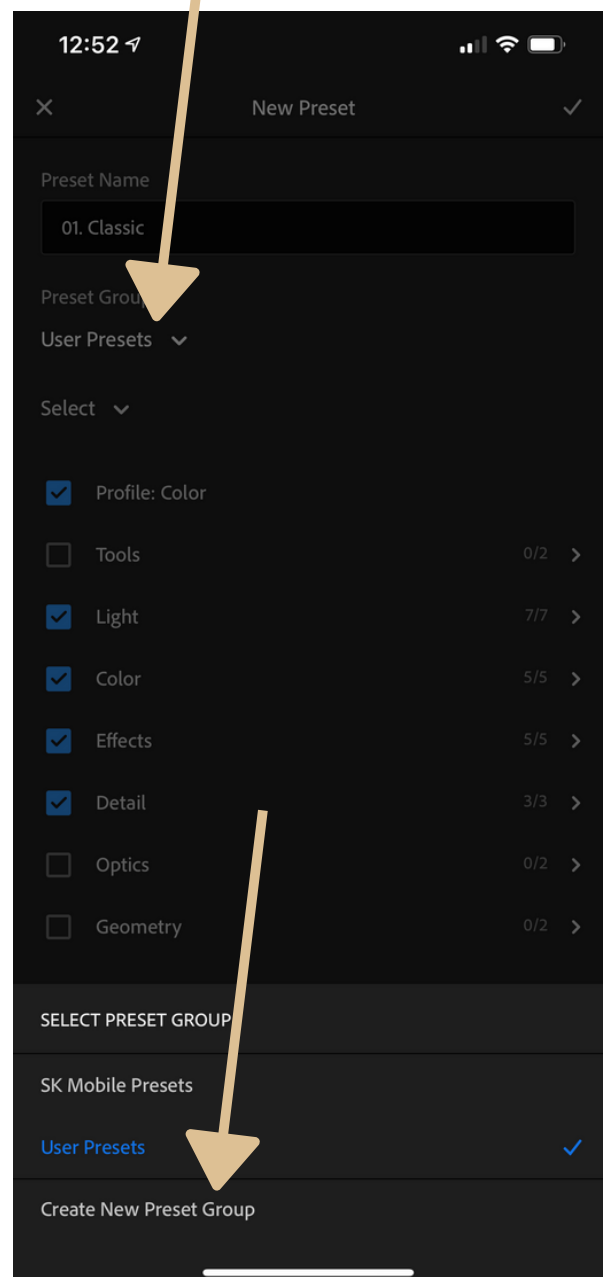 12:52
New Preset
Preset Name
01. Classic
Preset Group
User Presets
Select
Profile: Color
Tools 0/2
Light 7/7
Color 5/5
Effects 5/5
Detail 3/3
Optics 0/2
Geometry 0/2
SELECT PRESET GROUP
SK Mobile Presets
User Presets
Create New Preset Group